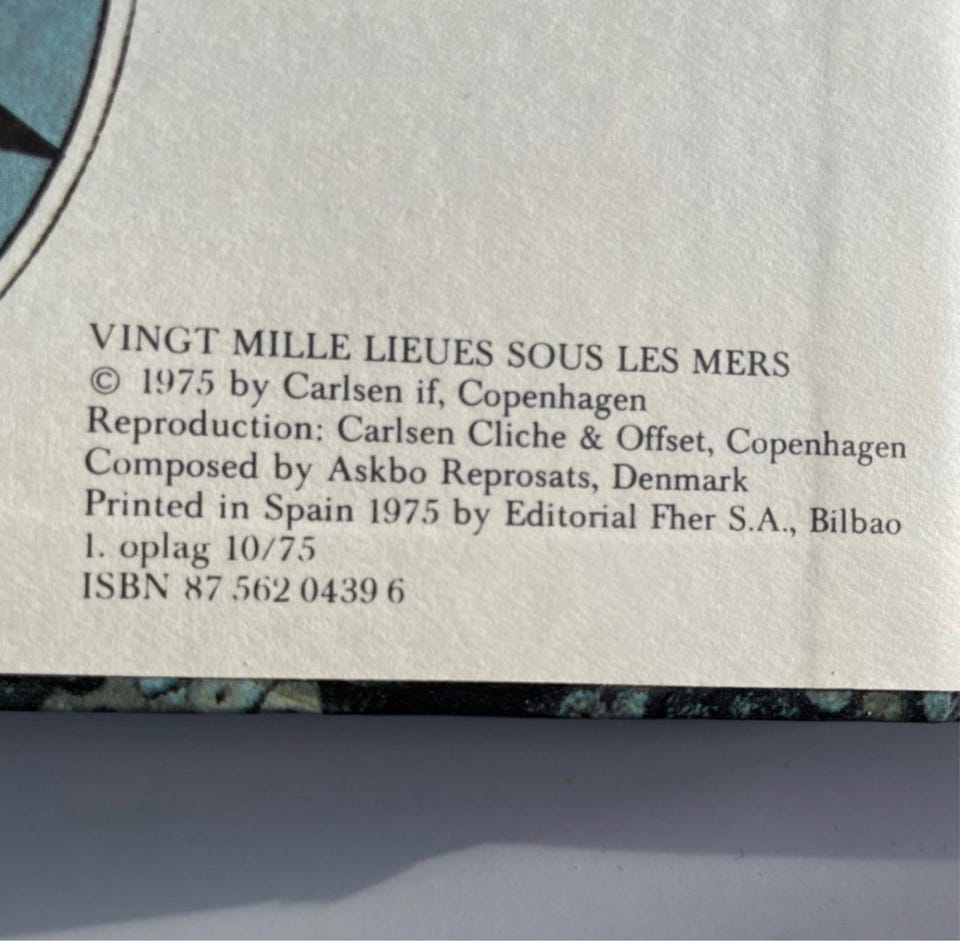 VINGT MILLE LIEUES SOUS LES MERS
© 1975 by Carlsen if, Copenhagen
Reproduction: Carlsen Cliche & Offset, Copenhagen
Composed by Askbo Reprosats, Denmark
Printed in Spain 1975 by Editorial Fher S.A., Bilbao
1. oplag 10/75
ISBN 87 562 0439 6